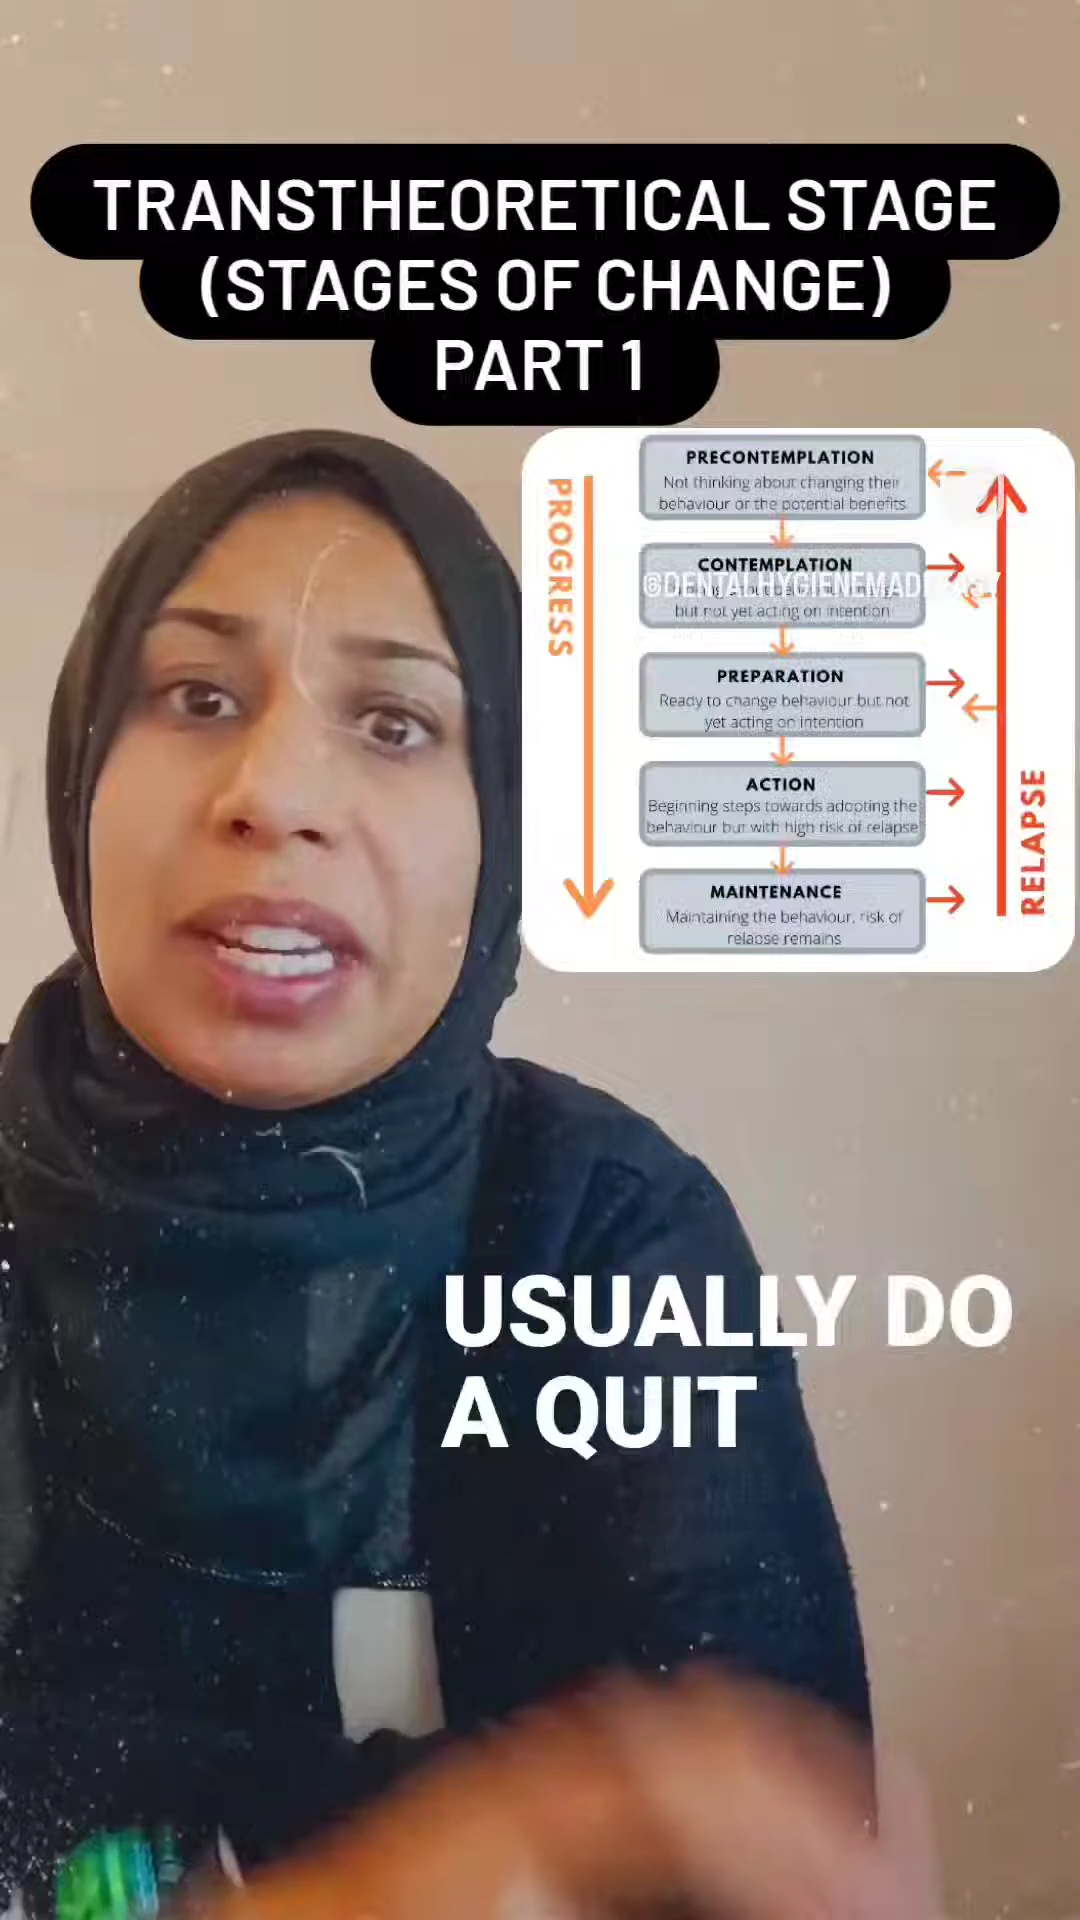 TRANSTHEORETICAL STAGE
(STAGES OF CHANGE)
PART 1
PROGRESS
PRECONTEMPLATION
Not thinking about changing their
behaviour or the potential benefits
CONTEMPLATION
@DENTALHYGIENEMADEEASY
but not yet acting on intention
PREPARATION
Ready to change behaviour but not
yet acting on intention
ACTION
Beginning steps towards adopting the
behaviour but with high risk of relapse
MAINTENANCE
Maintaining the behaviour, risk of
relapse remains
RELAPSE
USUALLY DO
A QUIT